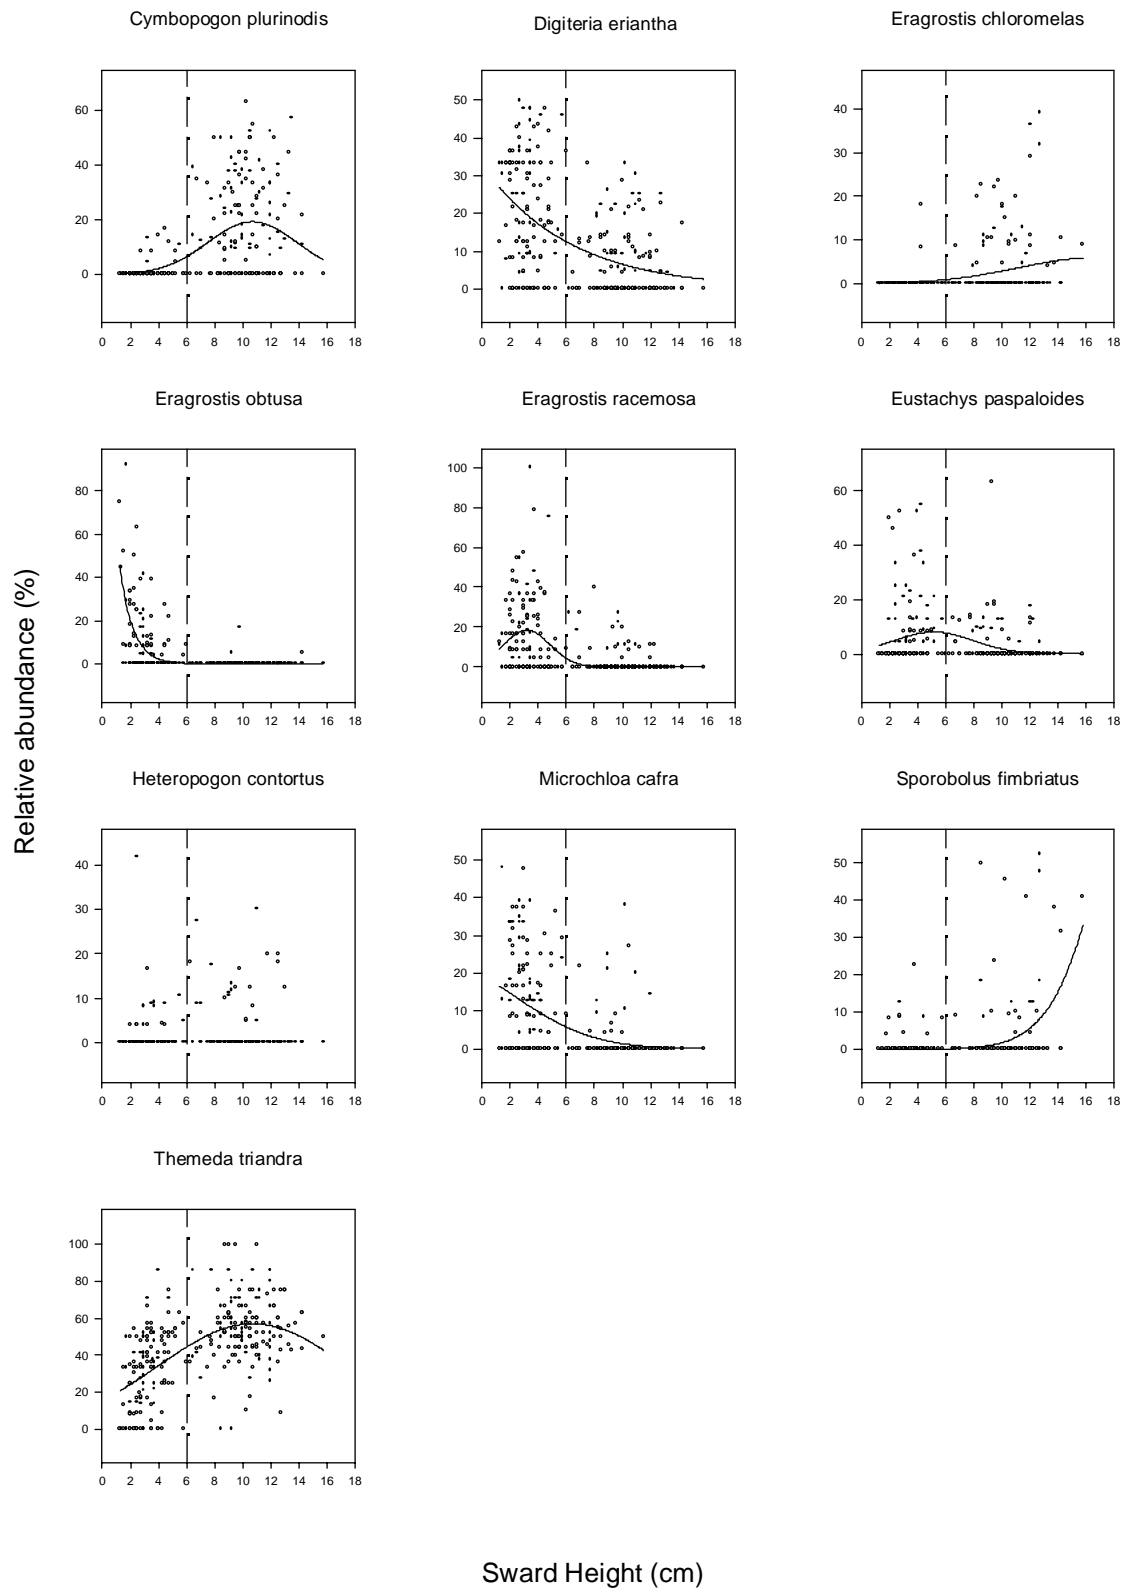 Cymbopogon plurinodis
Digiteria eriantha
Eragrostis chloromelas
60
40
20
0
0 2 4 6 8 10 12 14 16 18
50
40
30
20
10
0
0 2 4 6 8 10 12 14 16 18
40
30
20
10
0
0 2 4 6 8 10 12 14 16 18
Eragrostis obtusa
Eragrostis racemosa
Eustachys paspaloides
80
60
40
20
0
0 2 4 6 8 10 12 14 16 18
100
80
60
40
20
0
0 2 4 6 8 10 12 14 16 18
60
40
20
0
0 2 4 6 8 10 12 14 16 18
Relative abundance (%)
Heteropogon contortus
Microchloa cafra
Sporobolus fimbriatus
40
30
20
10
0
0 2 4 6 8 10 12 14 16 18
50
40
30
20
10
0
0 2 4 6 8 10 12 14 16 18
50
40
30
20
10
0
0 2 4 6 8 10 12 14 16 18
Themeda triandra
100
80
60
40
20
0
0 2 4 6 8 10 12 14 16 18
Sward Height (cm)